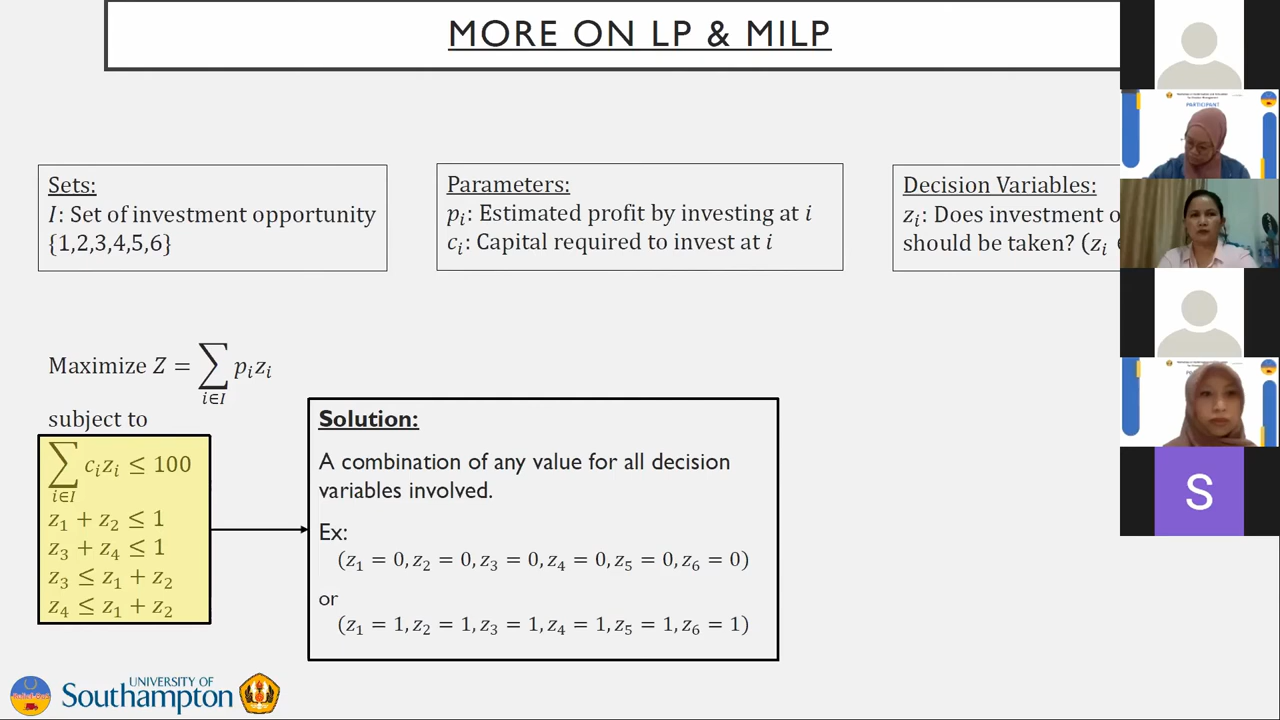 MORE ON LP & MILP
Sets:
I: Set of investment opportunity
{1,2,3,4,5,6}
Parameters:
pᵢ: Estimated profit by investing at i
cᵢ: Capital required to invest at i
Decision Variables:
zᵢ: Does investment
should be taken? (zᵢ
Maximize Z = ∑ pᵢzᵢ
i∈I
subject to
∑ cᵢzᵢ ≤ 100
i∈I
z₁ + z₂ ≤ 1
z₃ + z₄ ≤ 1
z₃ ≤ z₁ + z₂
z₄ ≤ z₁ + z₂
Solution:
A combination of any value for all decision
variables involved.
Ex:
(z₁ = 0, z₂ = 0, z₃ = 0, z₄ = 0, z₅ = 0, z₆ = 0)
or
(z₁ = 1, z₂ = 1, z₃ = 1, z₄ = 1, z₅ = 1, z₆ = 1)
UNIVERSITY OF
Southampton
PARTICIPANT
S